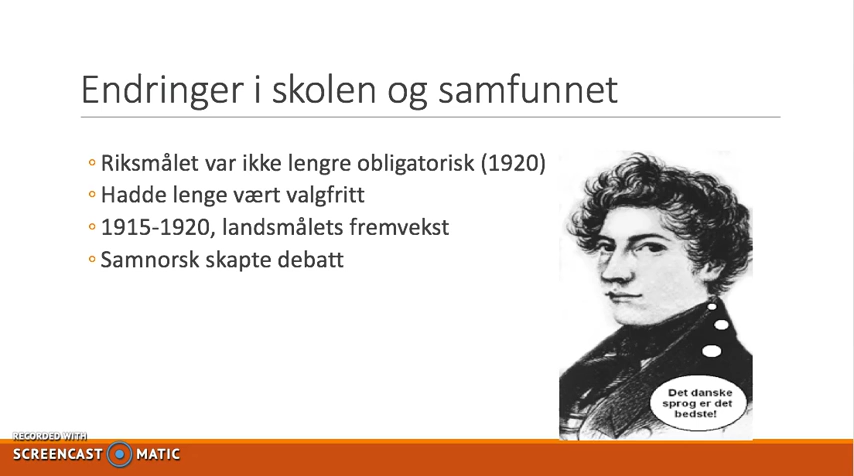 Endringer i skolen og samfunnet
Riksmålet var ikke lengre obligatorisk (1920)
Hadde lenge vært valgfritt
1915-1920, landsmålets fremvekst
Samnorsk skapte debatt
Det danske
sprog er det
bedste!
RECORDED WITH
SCREENCAST MATIC